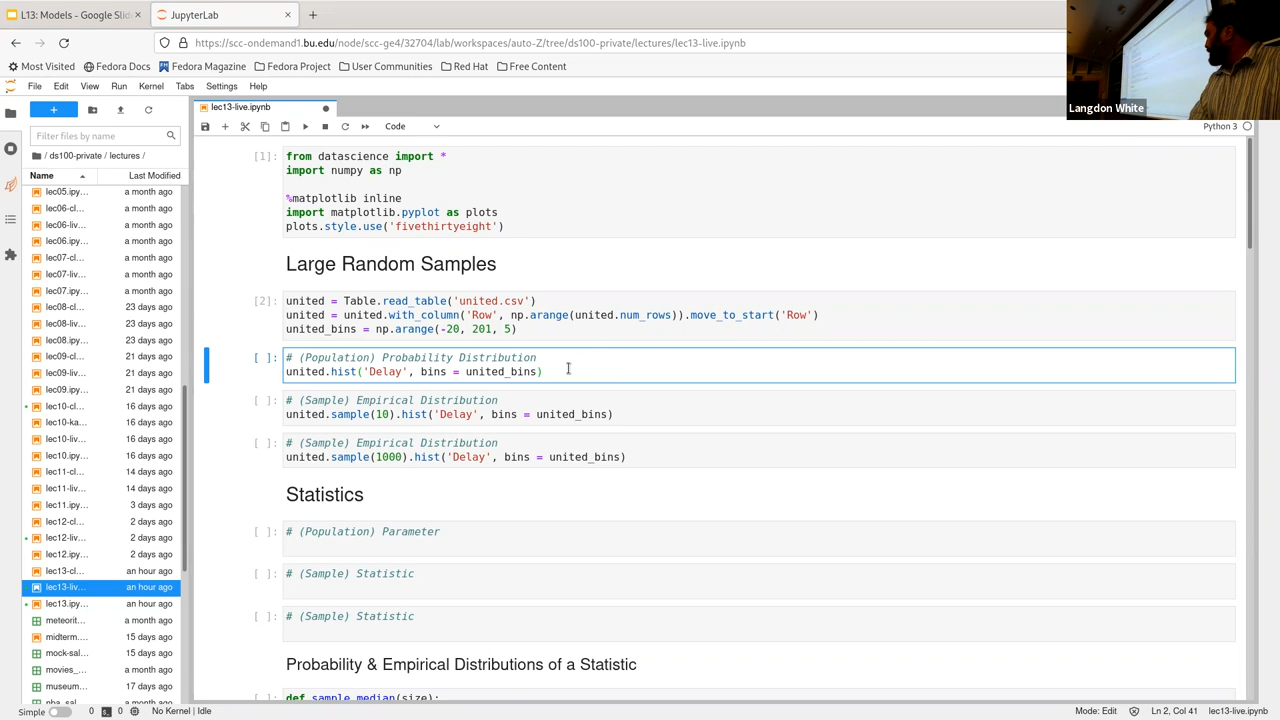 L13: Models - Google Slid
JupyterLab
https://scc-ondemand1.bu.edu/node/scc-ge4/32704/lab/workspaces/auto-Z/tree/ds100-private/lectures/lec13-live.ipynb
Most Visited
Fedora Docs
Fedora Magazine
Fedora Project
User Communities
Red Hat
Free Content
Langdon White
File Edit View Run Kernel Tabs Settings Help
lec13-live.ipynb
Code
Python 3
Filter files by name
/ ds100-private / lectures /
Name Last Modified
lec05.ipy... a month ago
lec06-cl... a month ago
lec06-liv... a month ago
lec06.ipy... a month ago
lec07-cl... a month ago
lec07-liv... a month ago
lec07.ipy... a month ago
lec08-cl... 23 days ago
lec08-liv... 23 days ago
lec08.ipy... 23 days ago
lec09-cl... 21 days ago
lec09-liv... 21 days ago
lec09.ipy... 21 days ago
lec10-cl... 16 days ago
lec10-ka... 16 days ago
lec10-liv... 16 days ago
lec10.ipy... 16 days ago
lec11-cl... 14 days ago
lec11-liv... 14 days ago
lec11.ipy... 3 days ago
lec12-cl... 2 days ago
lec12-liv... 2 days ago
lec12.ipy... 2 days ago
lec13-cl... an hour ago
lec13-liv... an hour ago
lec13.ipy... an hour ago
meteorit... a month ago
midterm.... 15 days ago
mock-sal... 15 days ago
movies_... a month ago
museum... 17 days ago
[1]: from datascience import *
import numpy as np
%matplotlib inline
import matplotlib.pyplot as plots
plots.style.use('fivethirtyeight')
Large Random Samples
[2]: united = Table.read_table('united.csv')
united = united.with_column('Row', np.arange(united.num_rows)).move_to_start('Row')
united_bins = np.arange(-20, 201, 5)
[ ]: # (Population) Probability Distribution
united.hist('Delay', bins = united_bins)
[ ]: # (Sample) Empirical Distribution
united.sample(10).hist('Delay', bins = united_bins)
[ ]: # (Sample) Empirical Distribution
united.sample(1000).hist('Delay', bins = united_bins)
Statistics
[ ]: # (Population) Parameter
[ ]: # (Sample) Statistic
[ ]: # (Sample) Statistic
Probability & Empirical Distributions of a Statistic
[ ]: def sample_median(size):
Simple 0 0 No Kernel | Idle
Mode: Edit Ln 2, Col 41 lec13-live.ipynb